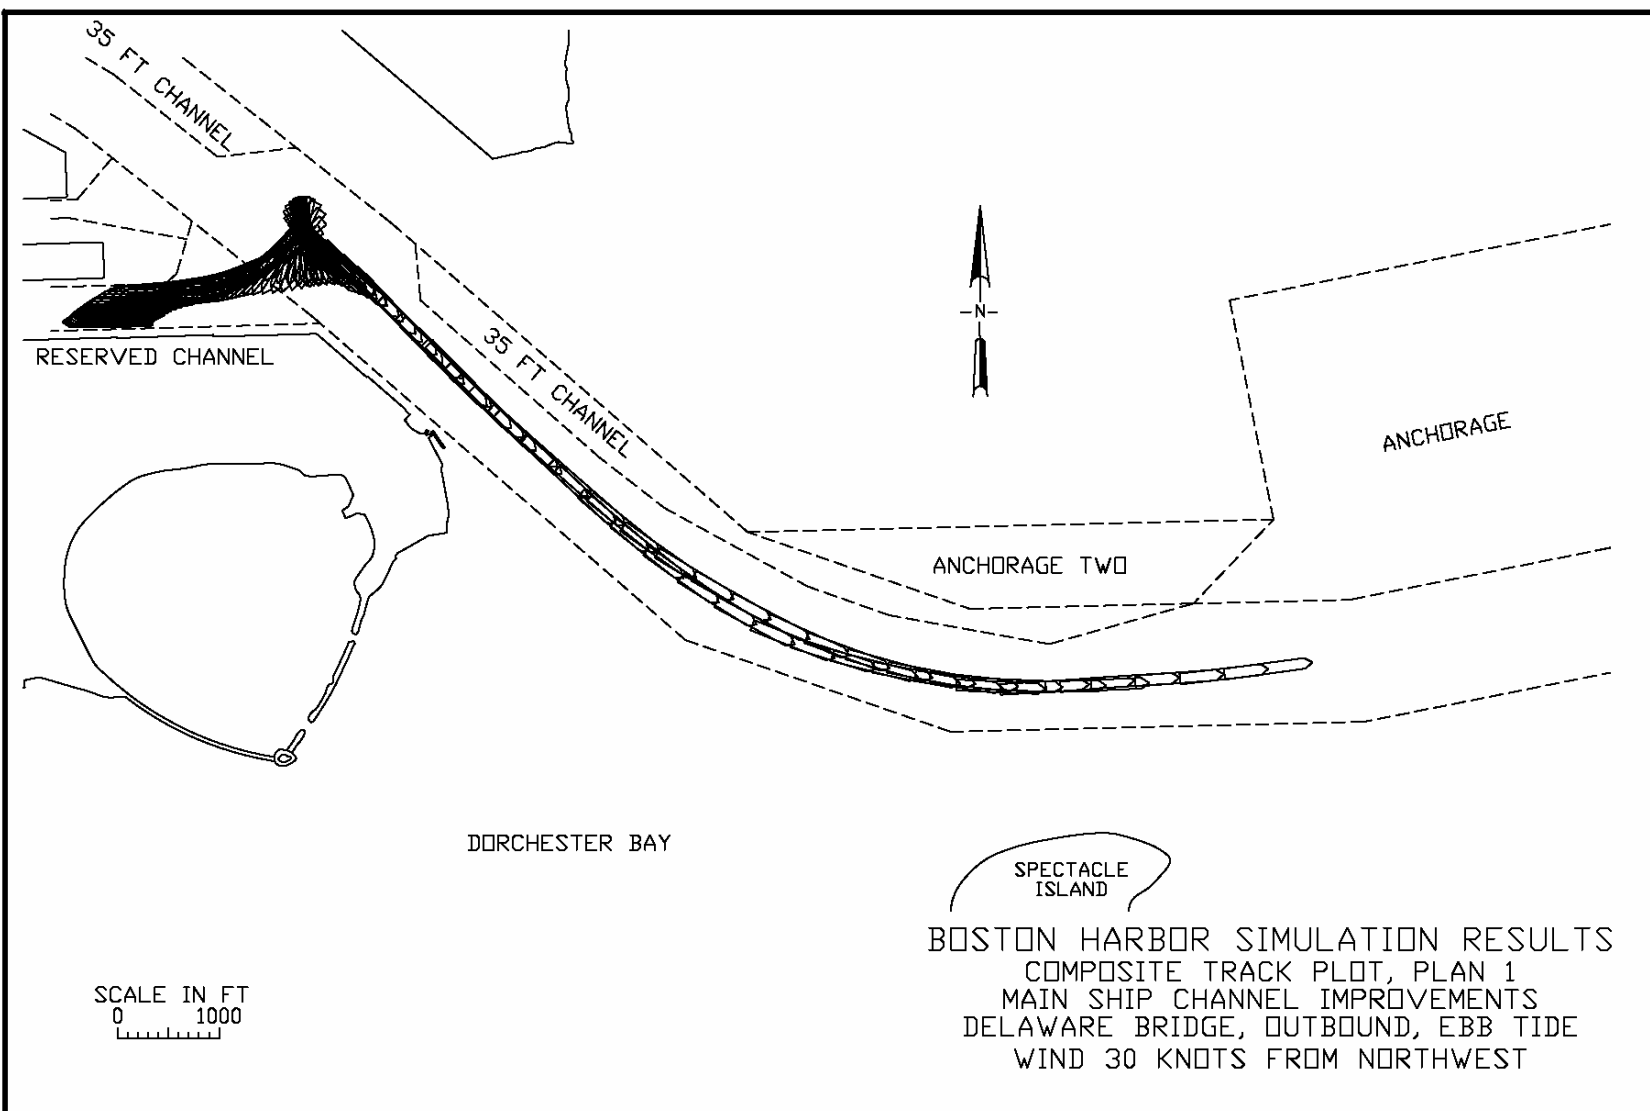 35 FT CHANNEL
-N-
RESERVED CHANNEL
35 FT CHANNEL
ANCHORAGE
ANCHORAGE TWO
DORCHESTER BAY
SPECTACLE
ISLAND
BOSTON HARBOR SIMULATION RESULTS
COMPOSITE TRACK PLOT, PLAN 1
MAIN SHIP CHANNEL IMPROVEMENTS
DELAWARE BRIDGE, OUTBOUND, EBB TIDE
WIND 30 KNOTS FROM NORTHWEST
SCALE IN FT
0 1000